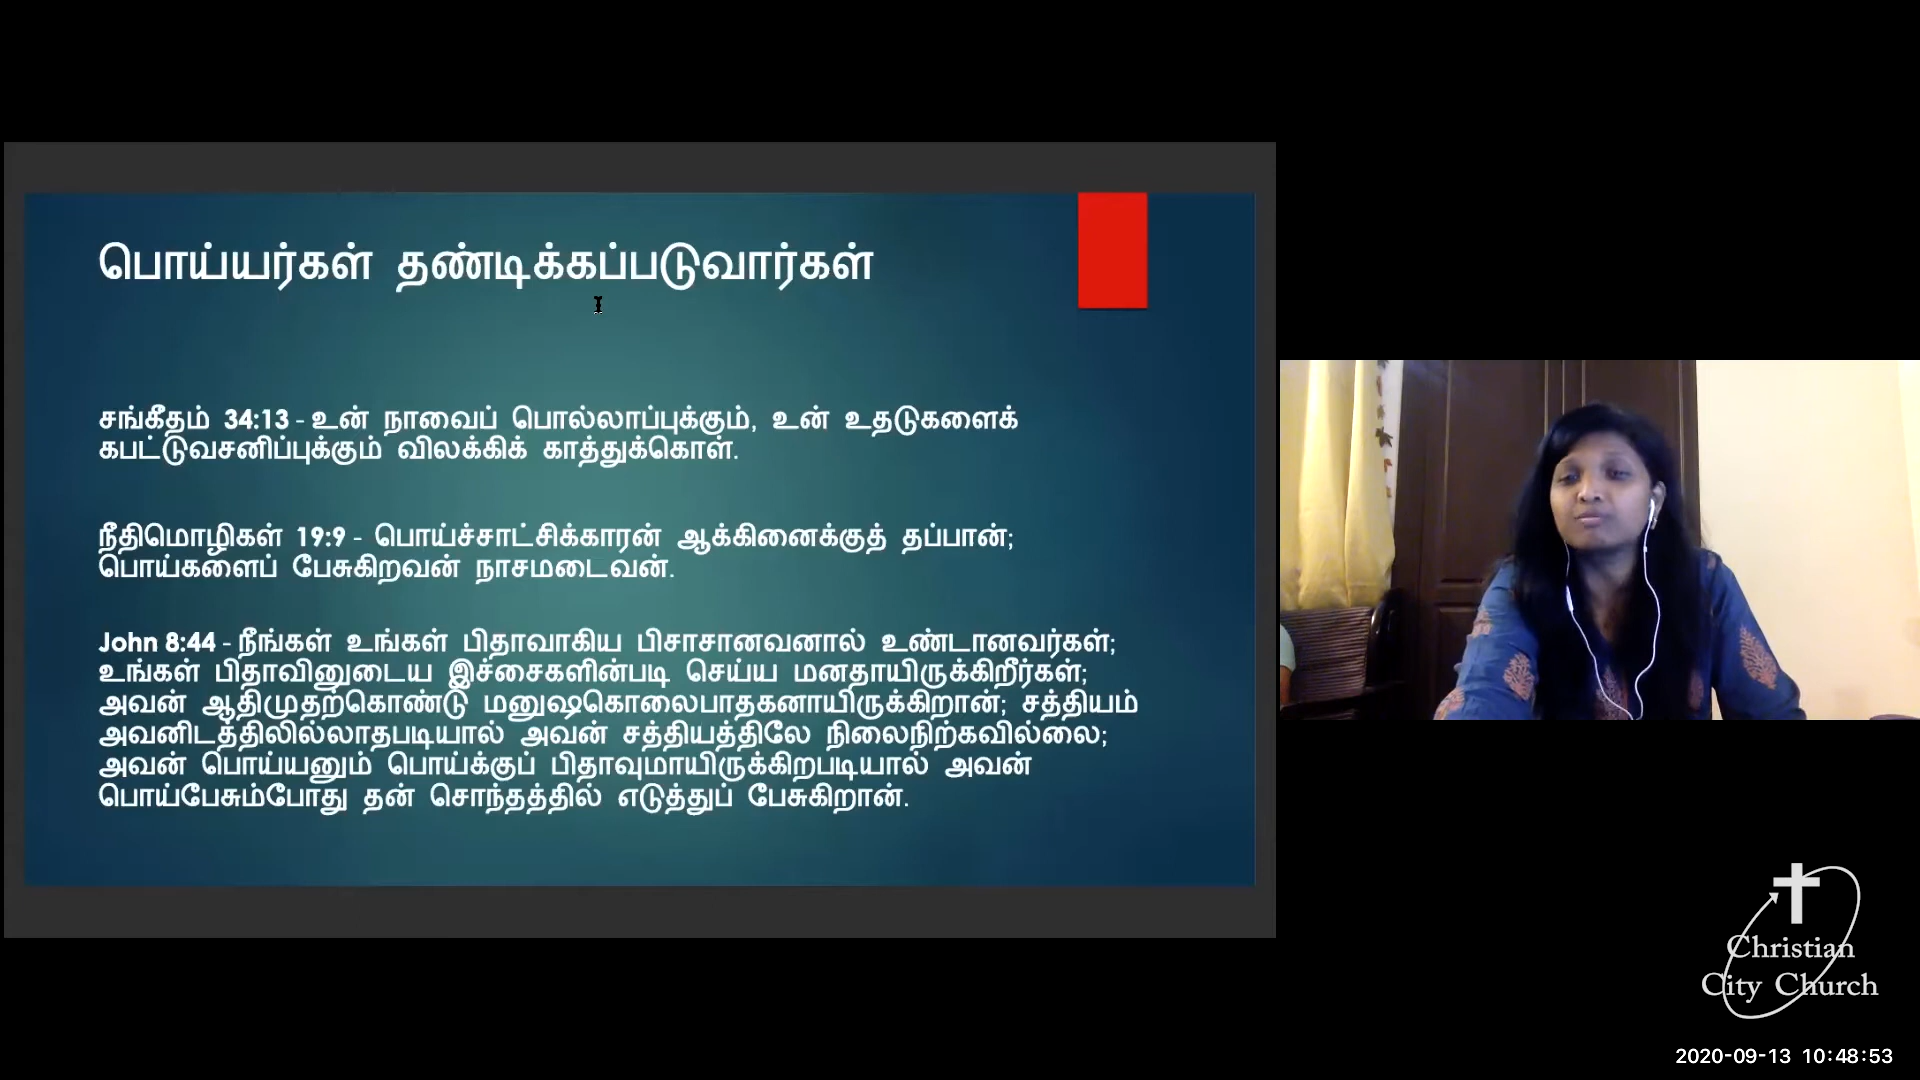 பொய்யர்கள் தண்டிக்கப்படுவார்கள்
சங்கீதம் 34:13 - உன் நாவைப் பொல்லாப்புக்கும், உன் உதடுகளைக்
கபட்டுவசனிப்புக்கும் விலக்கிக் காத்துக்கொள்.
நீதிமொழிகள் 19:9 - பொய்ச்சாட்சிக்காரன் ஆக்கினைக்குத் தப்பான்;
பொய்களைப் பேசுகிறவன் நாசமடைவன்.
John 8:44 - நீங்கள் உங்கள் பிதாவாகிய பிசாசானவனால் உண்டானவர்கள்;
உங்கள் பிதாவினுடைய இச்சைகளின்படி செய்ய மனதாயிருக்கிறீர்கள்;
அவன் ஆதிமுதற்கொண்டு மனுஷகொலைபாதகனாயிருக்கிறான்; சத்தியம்
அவனிடத்திலில்லாதபடியால் அவன் சத்தியத்திலே நிலைநிற்கவில்லை;
அவன் பொய்யனும் பொய்க்குப் பிதாவுமாயிருக்கிறபடியால் அவன்
பொய்பேசும்போது தன் சொந்தத்தில் எடுத்துப் பேசுகிறான்.
Christian
City Church
2020-09-13 10:48:53